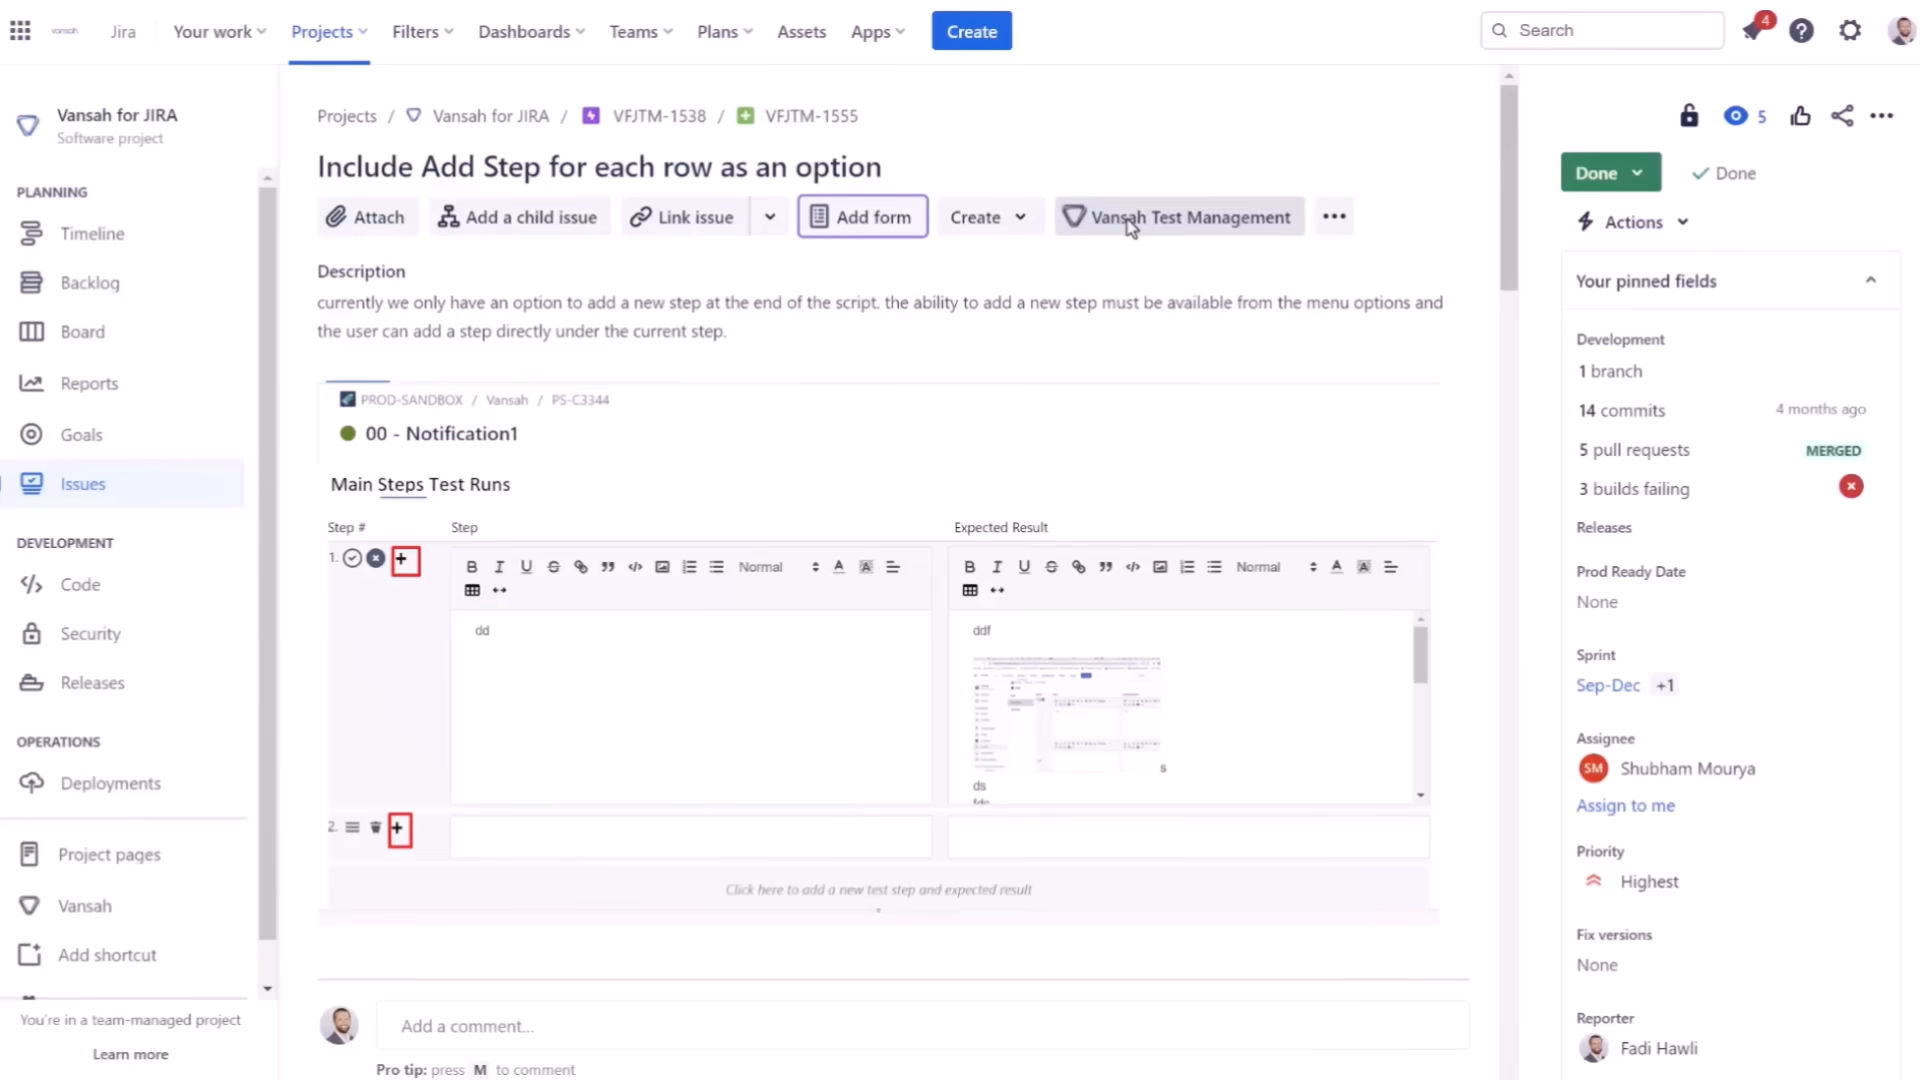 vansah
Jira
Your work
Projects
Filters
Dashboards
Teams
Plans
Assets
Apps
Create
Search
4
Vansah for JIRA
Software project
PLANNING
Timeline
Backlog
Board
Reports
Goals
Issues
DEVELOPMENT
Code
Security
Releases
OPERATIONS
Deployments
Project pages
Vansah
Add shortcut
You're in a team-managed project
Learn more
Projects / Vansah for JIRA / VFJTM-1538 / VFJTM-1555
Include Add Step for each row as an option
Attach
Add a child issue
Link issue
Add form
Create
Vansah Test Management
Description
currently we only have an option to add a new step at the end of the script. the ability to add a new step must be available from the menu options and
the user can add a step directly under the current step.
PROD-SANDBOX / Vansah / PS-C3344
00 - Notification1
Main Steps Test Runs
Step # Step Expected Result
1. +
B I U S Normal A A
B I U S Normal A A
dd
ddf
s
ds
2. +
Click here to add a new test step and expected result
Add a comment...
Pro tip: press M to comment
5
Done
Done
Actions
Your pinned fields
Development
1 branch
14 commits 4 months ago
5 pull requests MERGED
3 builds failing
Releases
Prod Ready Date
None
Sprint
Sep-Dec +1
Assignee
SM Shubham Mourya
Assign to me
Priority
Highest
Fix versions
None
Reporter
Fadi Hawli